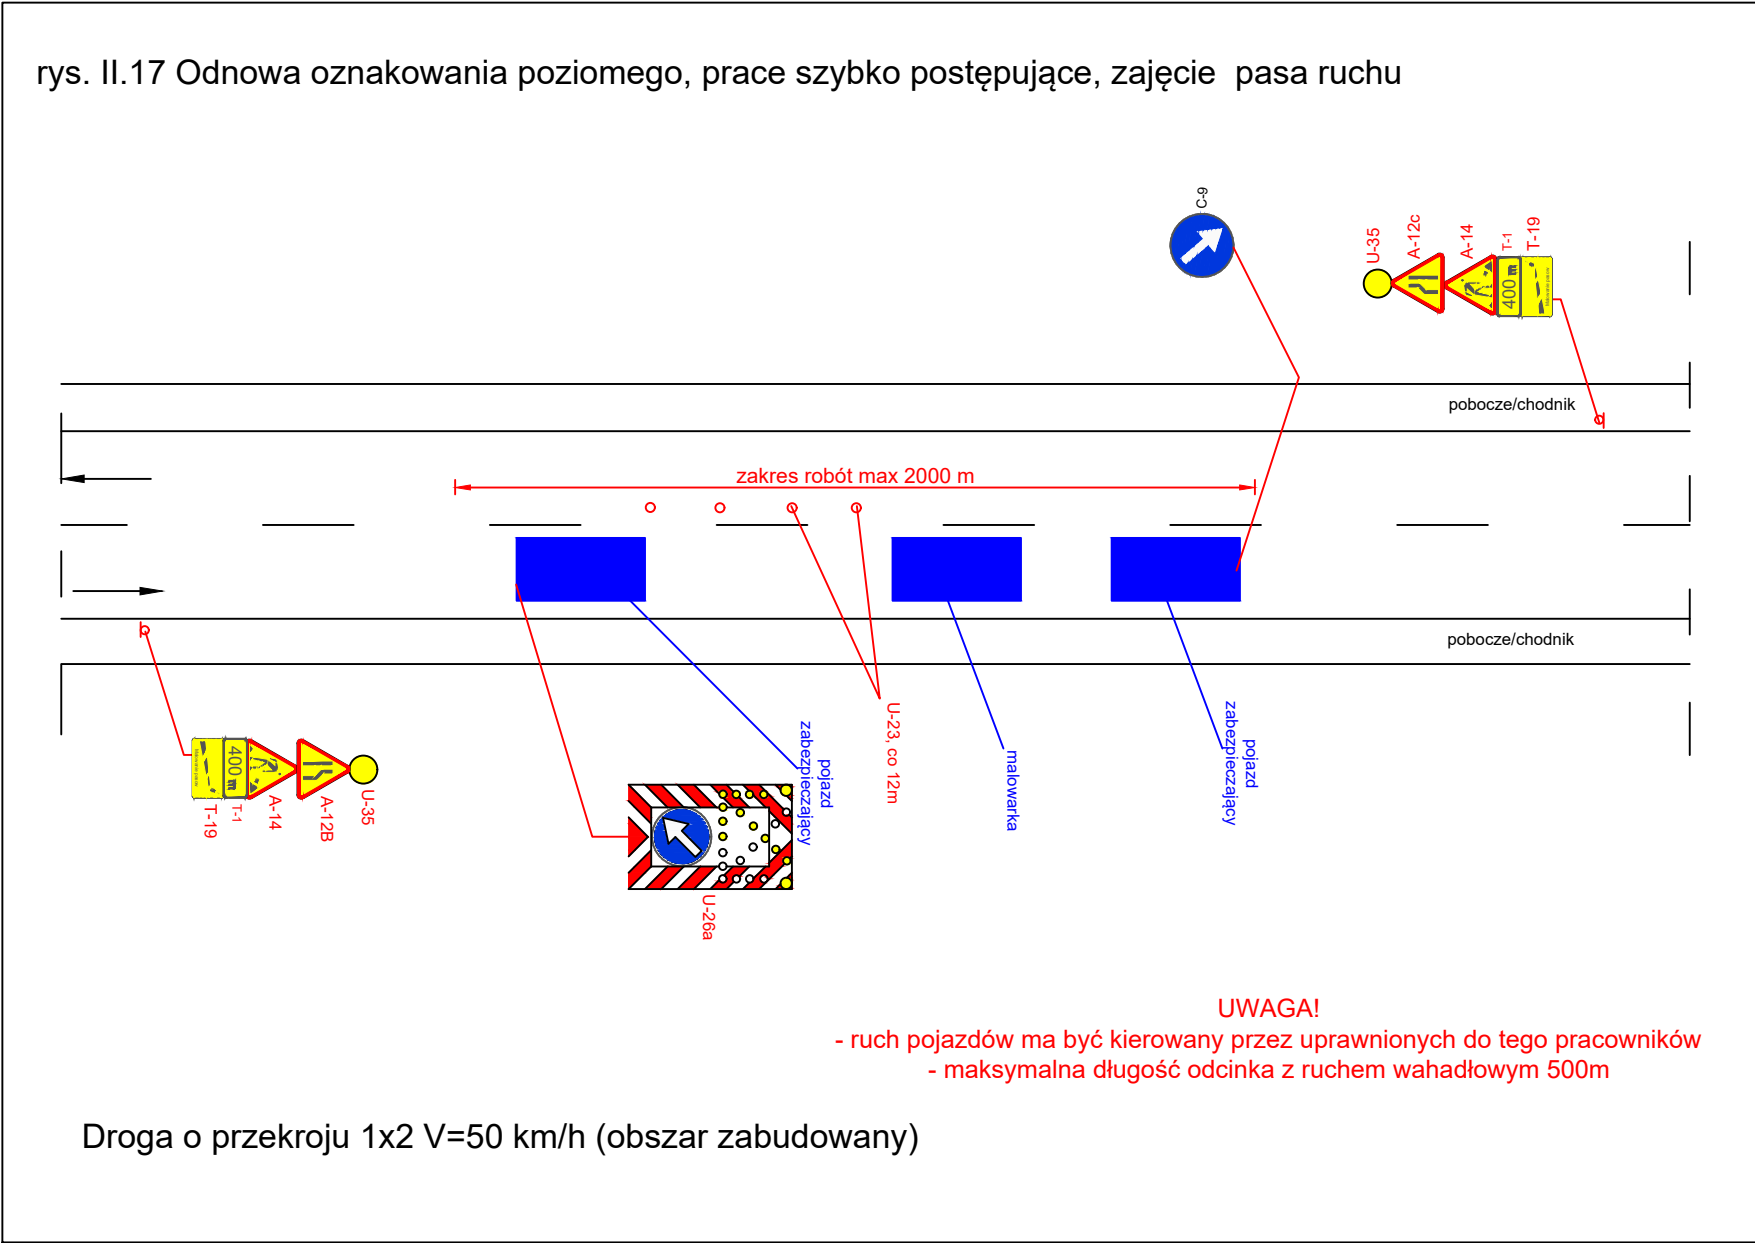 rys. II.17 Odnowa oznakowania poziomego, prace szybko postępujące, zajęcie  pasa ruchu
C-9
U-35
A-12c
A-14
T-1
T-19
400 m
pobocze/chodnik
zakres robót max 2000 m
pobocze/chodnik
400 m
T-19
T-1
A-14
A-12B
U-35
U-26a
pojazd
zabezpieczający
U-23, co 12m
malowarka
pojazd
zabezpieczający
UWAGA!
- ruch pojazdów ma być kierowany przez uprawnionych do tego pracowników
- maksymalna długość odcinka z ruchem wahadłowym 500m
Droga o przekroju 1x2 V=50 km/h (obszar zabudowany)